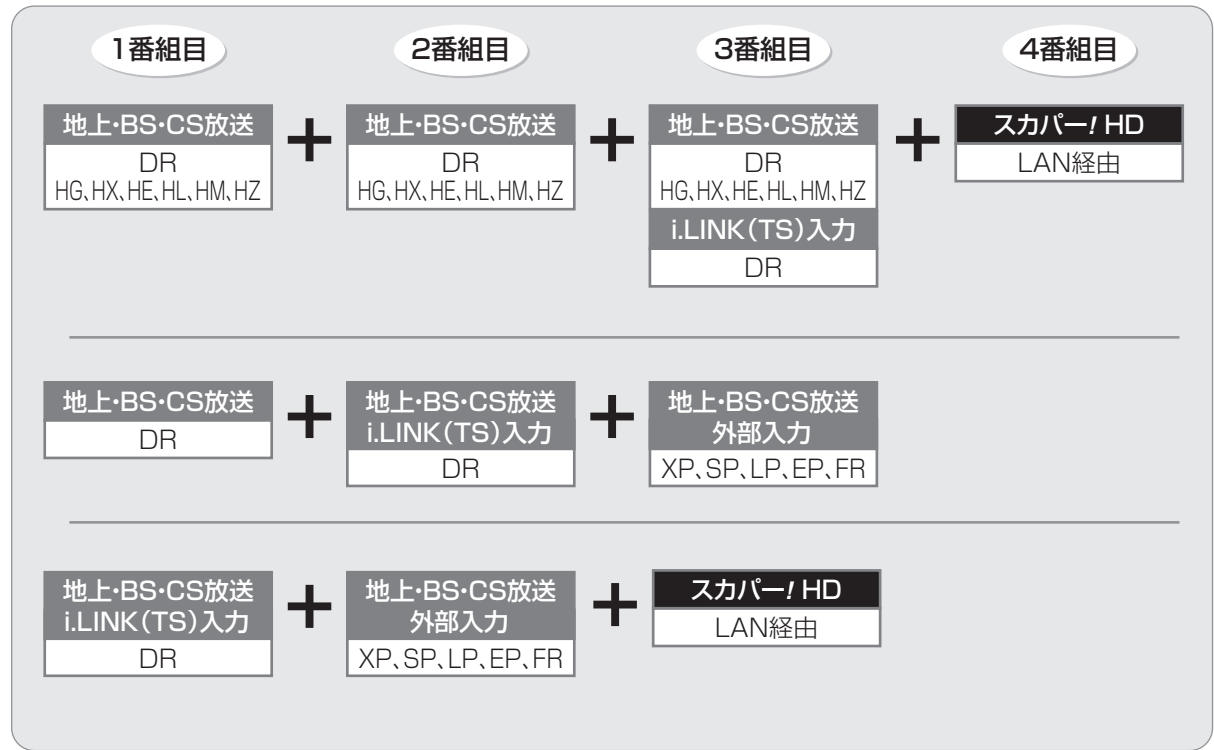 1番組目
2番組目
3番組目
4番組目
地上・BS・CS放送
DR
HG、HX、HE、HL、HM、HZ
+
地上・BS・CS放送
DR
HG、HX、HE、HL、HM、HZ
+
地上・BS・CS放送
DR
HG、HX、HE、HL、HM、HZ
i.LINK（TS）入力
DR
+
スカパー! HD
LAN経由
地上・BS・CS放送
DR
+
地上・BS・CS放送
i.LINK（TS）入力
DR
+
地上・BS・CS放送
外部入力
XP、SP、LP、EP、FR
地上・BS・CS放送
i.LINK（TS）入力
DR
+
地上・BS・CS放送
外部入力
XP、SP、LP、EP、FR
+
スカパー! HD
LAN経由